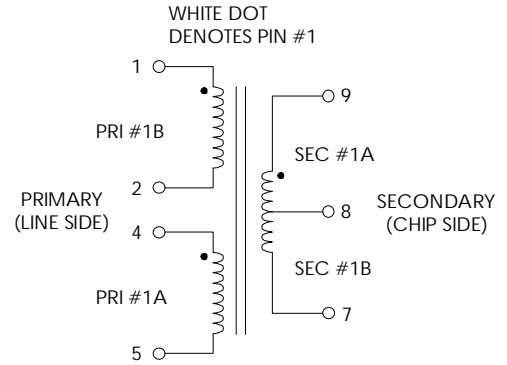 WHITE DOT
DENOTES PIN #1
1
9
PRI #1B
SEC #1A
2
PRIMARY
(LINE SIDE)
8
SECONDARY
(CHIP SIDE)
4
SEC #1B
PRI #1A
7
5